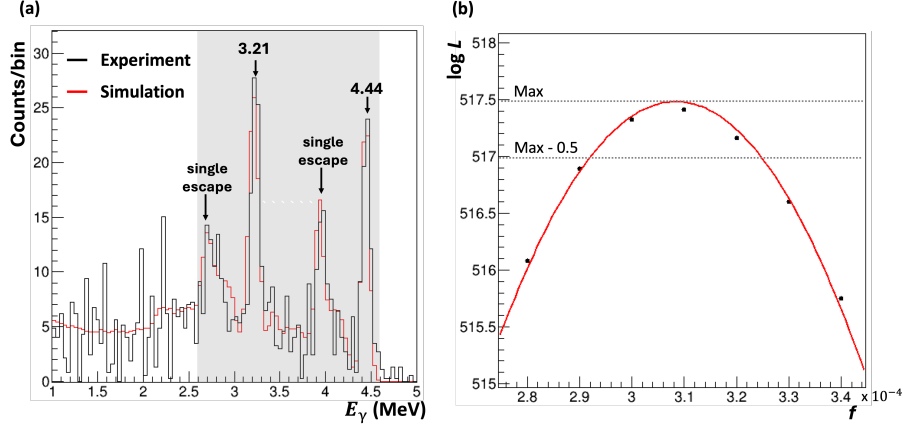 (a)
Counts/bin
30
25
20
15
10
5
0
Experiment
Simulation
3.21
4.44
single
escape
single
escape
1
1.5
2
2.5
3
3.5
4
4.5
5
Eγ (MeV)
(b)
log L
518
517.5
517
516.5
516
515.5
515
Max
Max - 0.5
2.8
2.9
3
3.1
3.2
3.3
3.4
×10⁻⁴
f